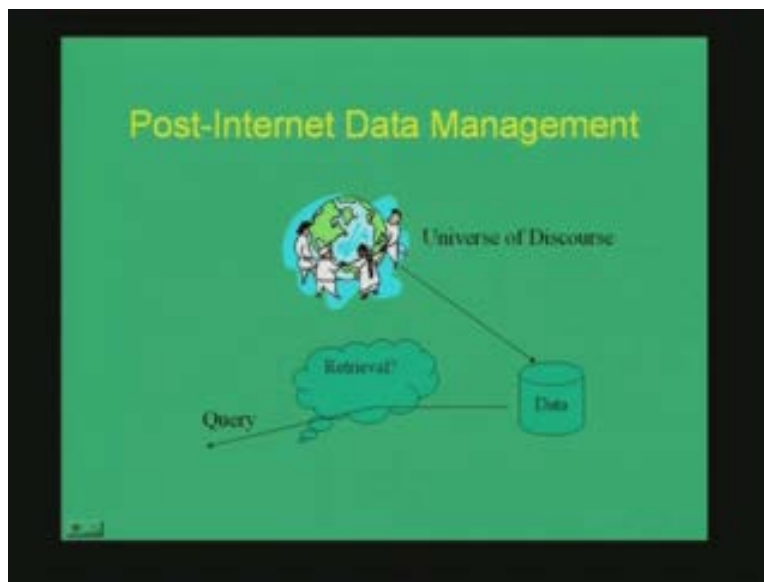 Post-Internet Data Management
Universe of Discourse
Retrieval?
Data
Query